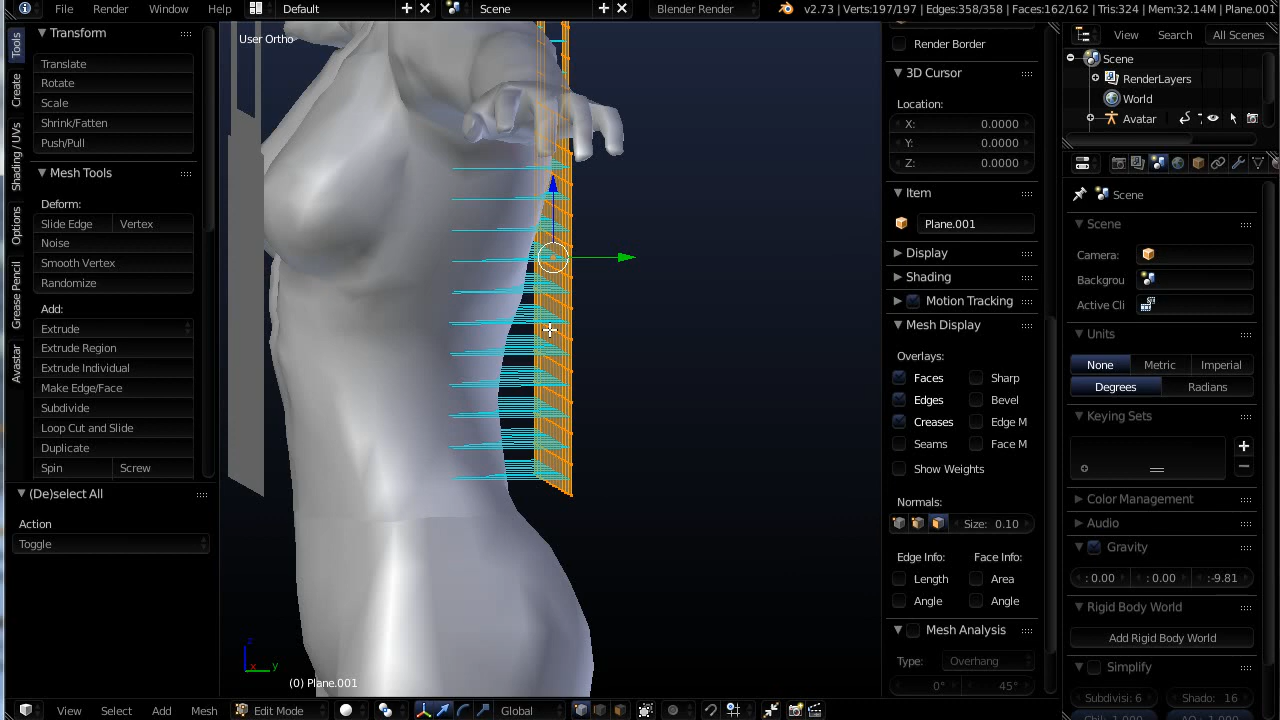 File Render Window Help Default Scene Blender Render v2.73 | Verts:197/197 | Edges:358/358 | Faces:162/162 | Tris:324 | Mem:32.14M | Plane.001
Tools
Create
Shading / UVs
Options
Grease Pencil
Avatar
Transform
Translate
Rotate
Scale
Shrink/Fatten
Push/Pull
Mesh Tools
Deform:
Slide Edge Vertex
Noise
Smooth Vertex
Randomize
Add:
Extrude
Extrude Region
Extrude Individual
Make Edge/Face
Subdivide
Loop Cut and Slide
Duplicate
Spin Screw
(De)select All
Action
Toggle
User Ortho
z
x y
(0) Plane.001
View Select Add Mesh Edit Mode Global
Render Border
3D Cursor
Location:
X: 0.0000
Y: 0.0000
Z: 0.0000
Item
Plane.001
Display
Shading
Motion Tracking
Mesh Display
Overlays:
Faces Sharp
Edges Bevel
Creases Edge M
Seams Face M
Show Weights
Normals:
Size: 0.10
Edge Info: Face Info:
Length Area
Angle Angle
Mesh Analysis
Type: Overhang
0° 45°
View Search All Scenes
Scene
RenderLayers
World
Avatar
Scene
Scene
Camera:
Backgrou
Active Cli
Units
None Metric Imperial
Degrees Radians
Keying Sets
Color Management
Audio
Gravity
: 0.00 : 0.00 :-9.81
Rigid Body World
Add Rigid Body World
Simplify
Subdivisi: 6 Shado: 16